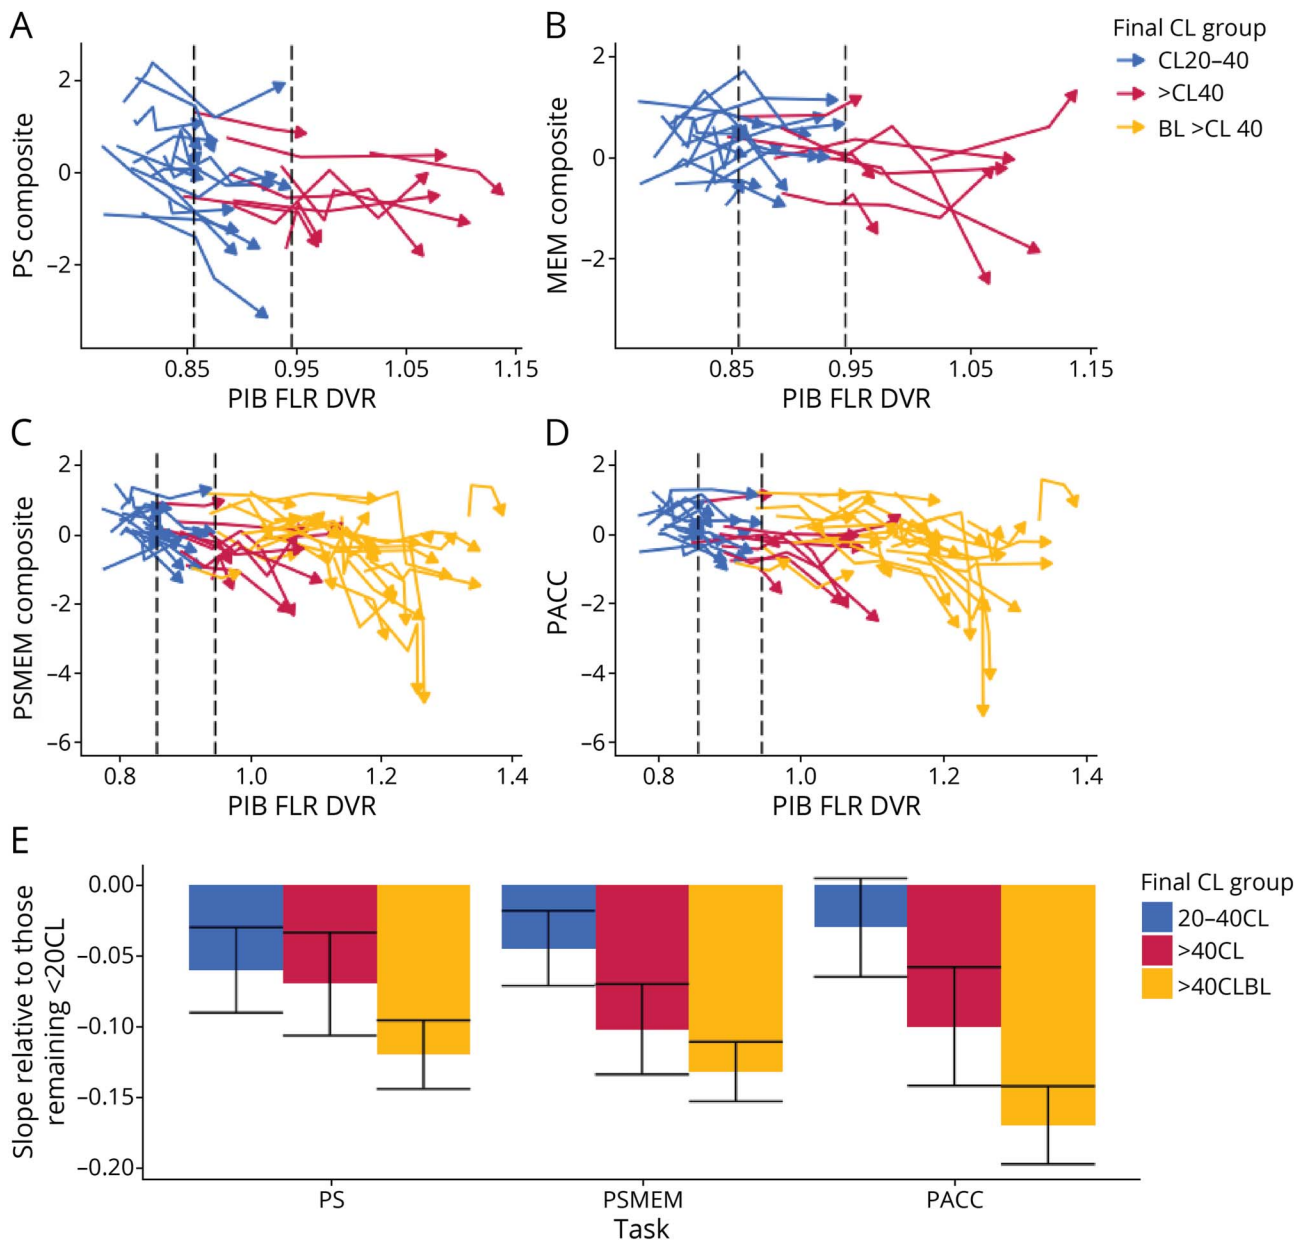 A
B
Final CL group
CL20–40
>CL40
BL >CL 40
PS composite
2
0
–2
0.85
0.95
1.05
1.15
PIB FLR DVR
MEM composite
2
0
–2
0.85
0.95
1.05
1.15
PIB FLR DVR
C
D
PSMEM composite
2
0
–2
–4
–6
0.8
1.0
1.2
1.4
PIB FLR DVR
PACC
2
0
–2
–4
–6
0.8
1.0
1.2
1.4
PIB FLR DVR
E
Slope relative to those
remaining <20CL
0.00
–0.05
–0.10
–0.15
–0.20
PS
PSMEM
PACC
Task
Final CL group
20–40CL
>40CL
>40CLBL